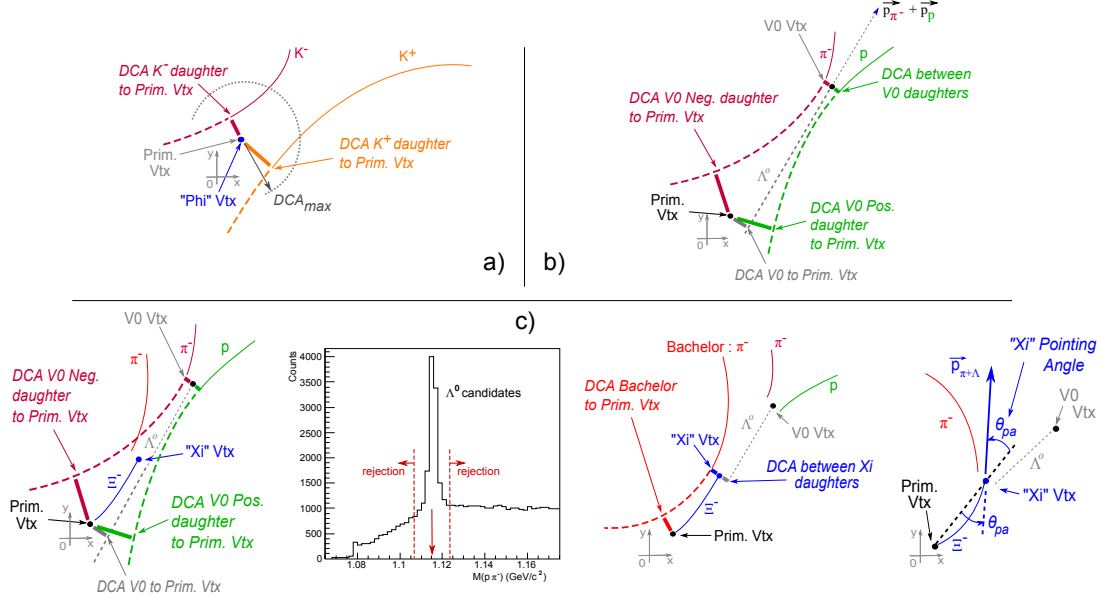 K⁻
K⁺
DCA K⁻ daughter
to Prim. Vtx
Prim.
Vtx
DCA K⁺ daughter
to Prim. Vtx
y
0
x
"Phi" Vtx
DCA_max
a)
b)
p_π⁻ + p_p
V0 Vtx
π⁻
p
DCA between
V0 daughters
DCA V0 Neg. daughter
to Prim. Vtx
Λ⁰
Prim.
Vtx
DCA V0 Pos.
daughter
to Prim. Vtx
y
0
x
DCA V0 to Prim. Vtx
c)
V0 Vtx
π⁻
π⁻
p
DCA V0 Neg.
daughter
to Prim. Vtx
Λ⁰
"Xi" Vtx
Ξ⁻
Prim.
Vtx
DCA V0 Pos.
daughter
to Prim. Vtx
y
0
x
DCA V0 to Prim. Vtx
Counts
4000
3500
3000
2500
2000
1500
1000
500
0
Λ⁰ candidates
rejection
rejection
1.08
1.1
1.12
1.14
1.16
M(p π⁻) (GeV/c²)
Bachelor : π⁻
π⁻
p
DCA Bachelor
to Prim. Vtx
Λ⁰
"Xi" Vtx
V0 Vtx
DCA between Xi
daughters
Ξ⁻
Prim. Vtx
y
0
x
"Xi" Pointing
Angle
p_π+Λ
V0
Vtx
π⁻
θ_pa
Λ⁰
"Xi" Vtx
Prim.
Vtx
θ_pa
Ξ⁻
y
0
x